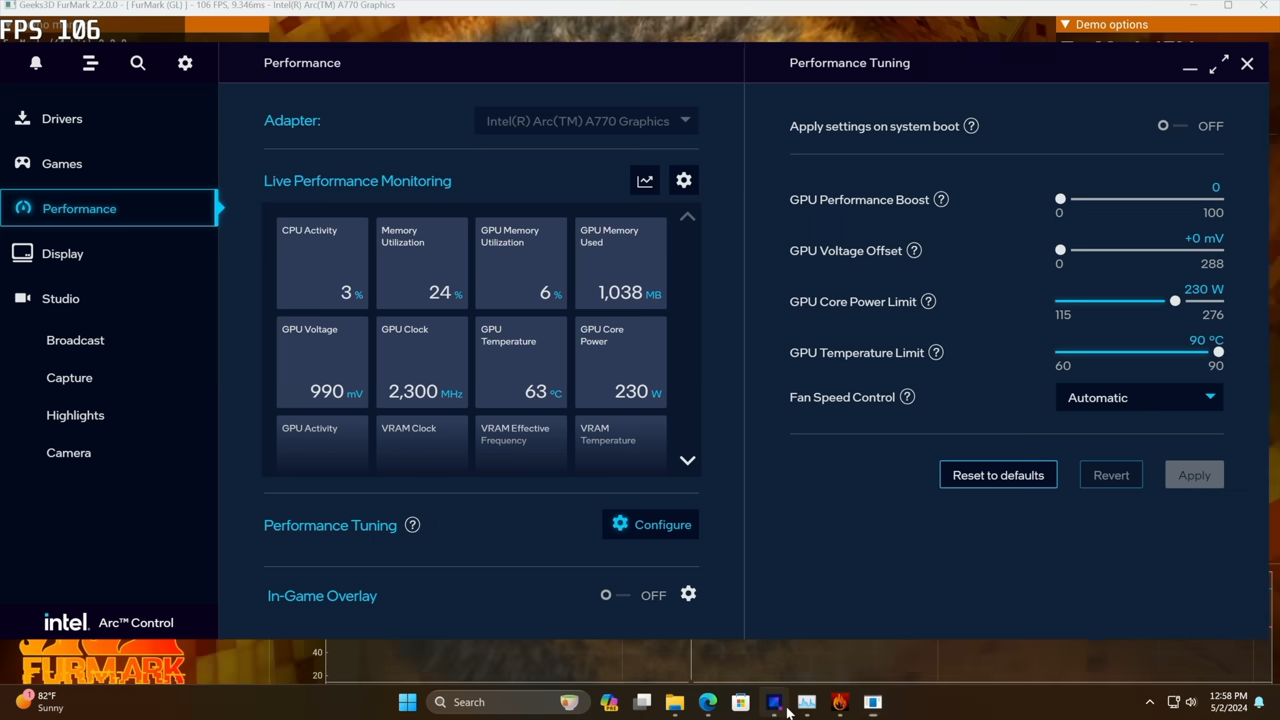 Geeks3D FurMark 2.2.0.0 - [ FurMark (GL) ] - 106 FPS, 9.346ms - Intel(R) Arc(TM) A770 Graphics
FPS 106
Demo options
Performance
Performance Tuning
Drivers
Games
Performance
Display
Studio
Broadcast
Capture
Highlights
Camera
intel. Arc™ Control
Adapter:
Intel(R) Arc(TM) A770 Graphics
Live Performance Monitoring
CPU Activity
3 %
Memory Utilization
24 %
GPU Memory Utilization
6 %
GPU Memory Used
1,038 MB
GPU Voltage
990 mV
GPU Clock
2,300 MHz
GPU Temperature
63 °C
GPU Core Power
230 W
GPU Activity
VRAM Clock
VRAM Effective Frequency
VRAM Temperature
Performance Tuning
Configure
In-Game Overlay
OFF
Apply settings on system boot
OFF
GPU Performance Boost
0
0 100
GPU Voltage Offset
+0 mV
0 288
GPU Core Power Limit
230 W
115 276
GPU Temperature Limit
90 °C
60 90
Fan Speed Control
Automatic
Reset to defaults Revert Apply
FURMARK
40
20
1
82°F
Sunny
Search
12:58 PM
5/2/2024